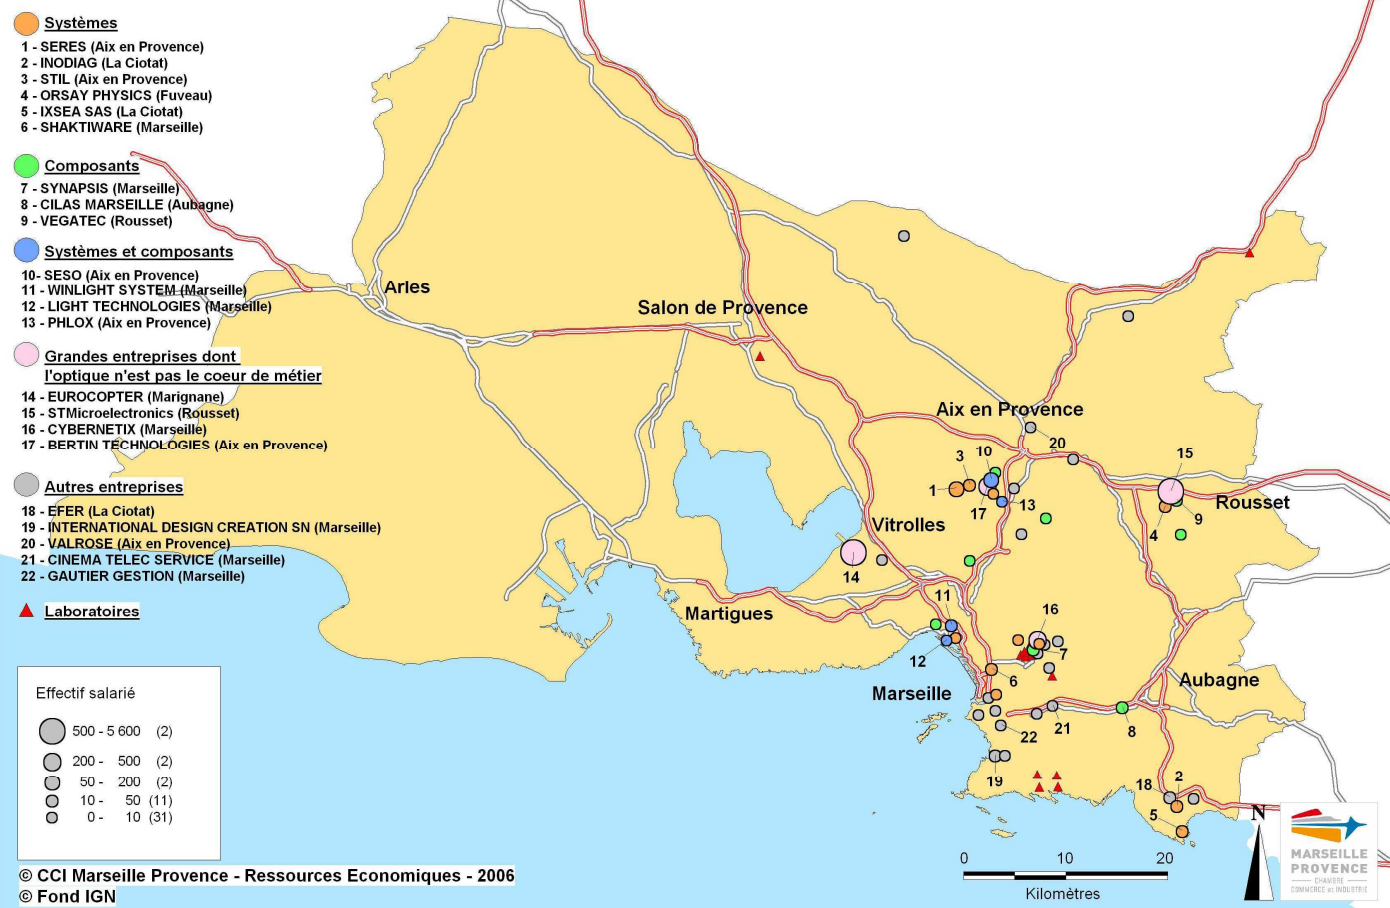 Systèmes
1 - SERES (Aix en Provence)
2 - INODIAG (La Ciotat)
3 - STIL (Aix en Provence)
4 - ORSAY PHYSICS (Fuveau)
5 - IXSEA SAS (La Ciotat)
6 - SHAKTIWARE (Marseille)
Composants
7 - SYNAPSIS (Marseille)
8 - CILAS MARSEILLE (Aubagne)
9 - VEGATEC (Rousset)
Systèmes et composants
10- SESO (Aix en Provence)
11 - WINLIGHT SYSTEM (Marseille)
12 - LIGHT TECHNOLOGIES (Marseille)
13 - PHLOX (Aix en Provence)
Grandes entreprises dont
l'optique n'est pas le coeur de métier
14 - EUROCOPTER (Marignane)
15 - STMicroelectronics (Rousset)
16 - CYBERNETIX (Marseille)
17 - BERTIN TECHNOLOGIES (Aix en Provence)
Autres entreprises
18 - EFER (La Ciotat)
19 - INTERNATIONAL DESIGN CREATION SN (Marseille)
20 - VALROSE (Aix en Provence)
21 - CINEMA TELEC SERVICE (Marseille)
22 - GAUTIER GESTION (Marseille)
Laboratoires
Effectif salarié
500 - 5 600 (2)
200 - 500 (2)
50 - 200 (2)
10 - 50 (11)
0 - 10 (31)
© CCI Marseille Provence - Ressources Economiques - 2006
© Fond IGN
Arles
Salon de Provence
Aix en Provence
20
10
3
15
1
17
13
Rousset
9
4
Vitrolles
14
Martigues
11
16
12
7
6
Marseille
Aubagne
21
8
22
19
18
2
5
N
0 10 20
Kilomètres
MARSEILLE
PROVENCE
CHAMBRE
COMMERCE et INDUSTRIE